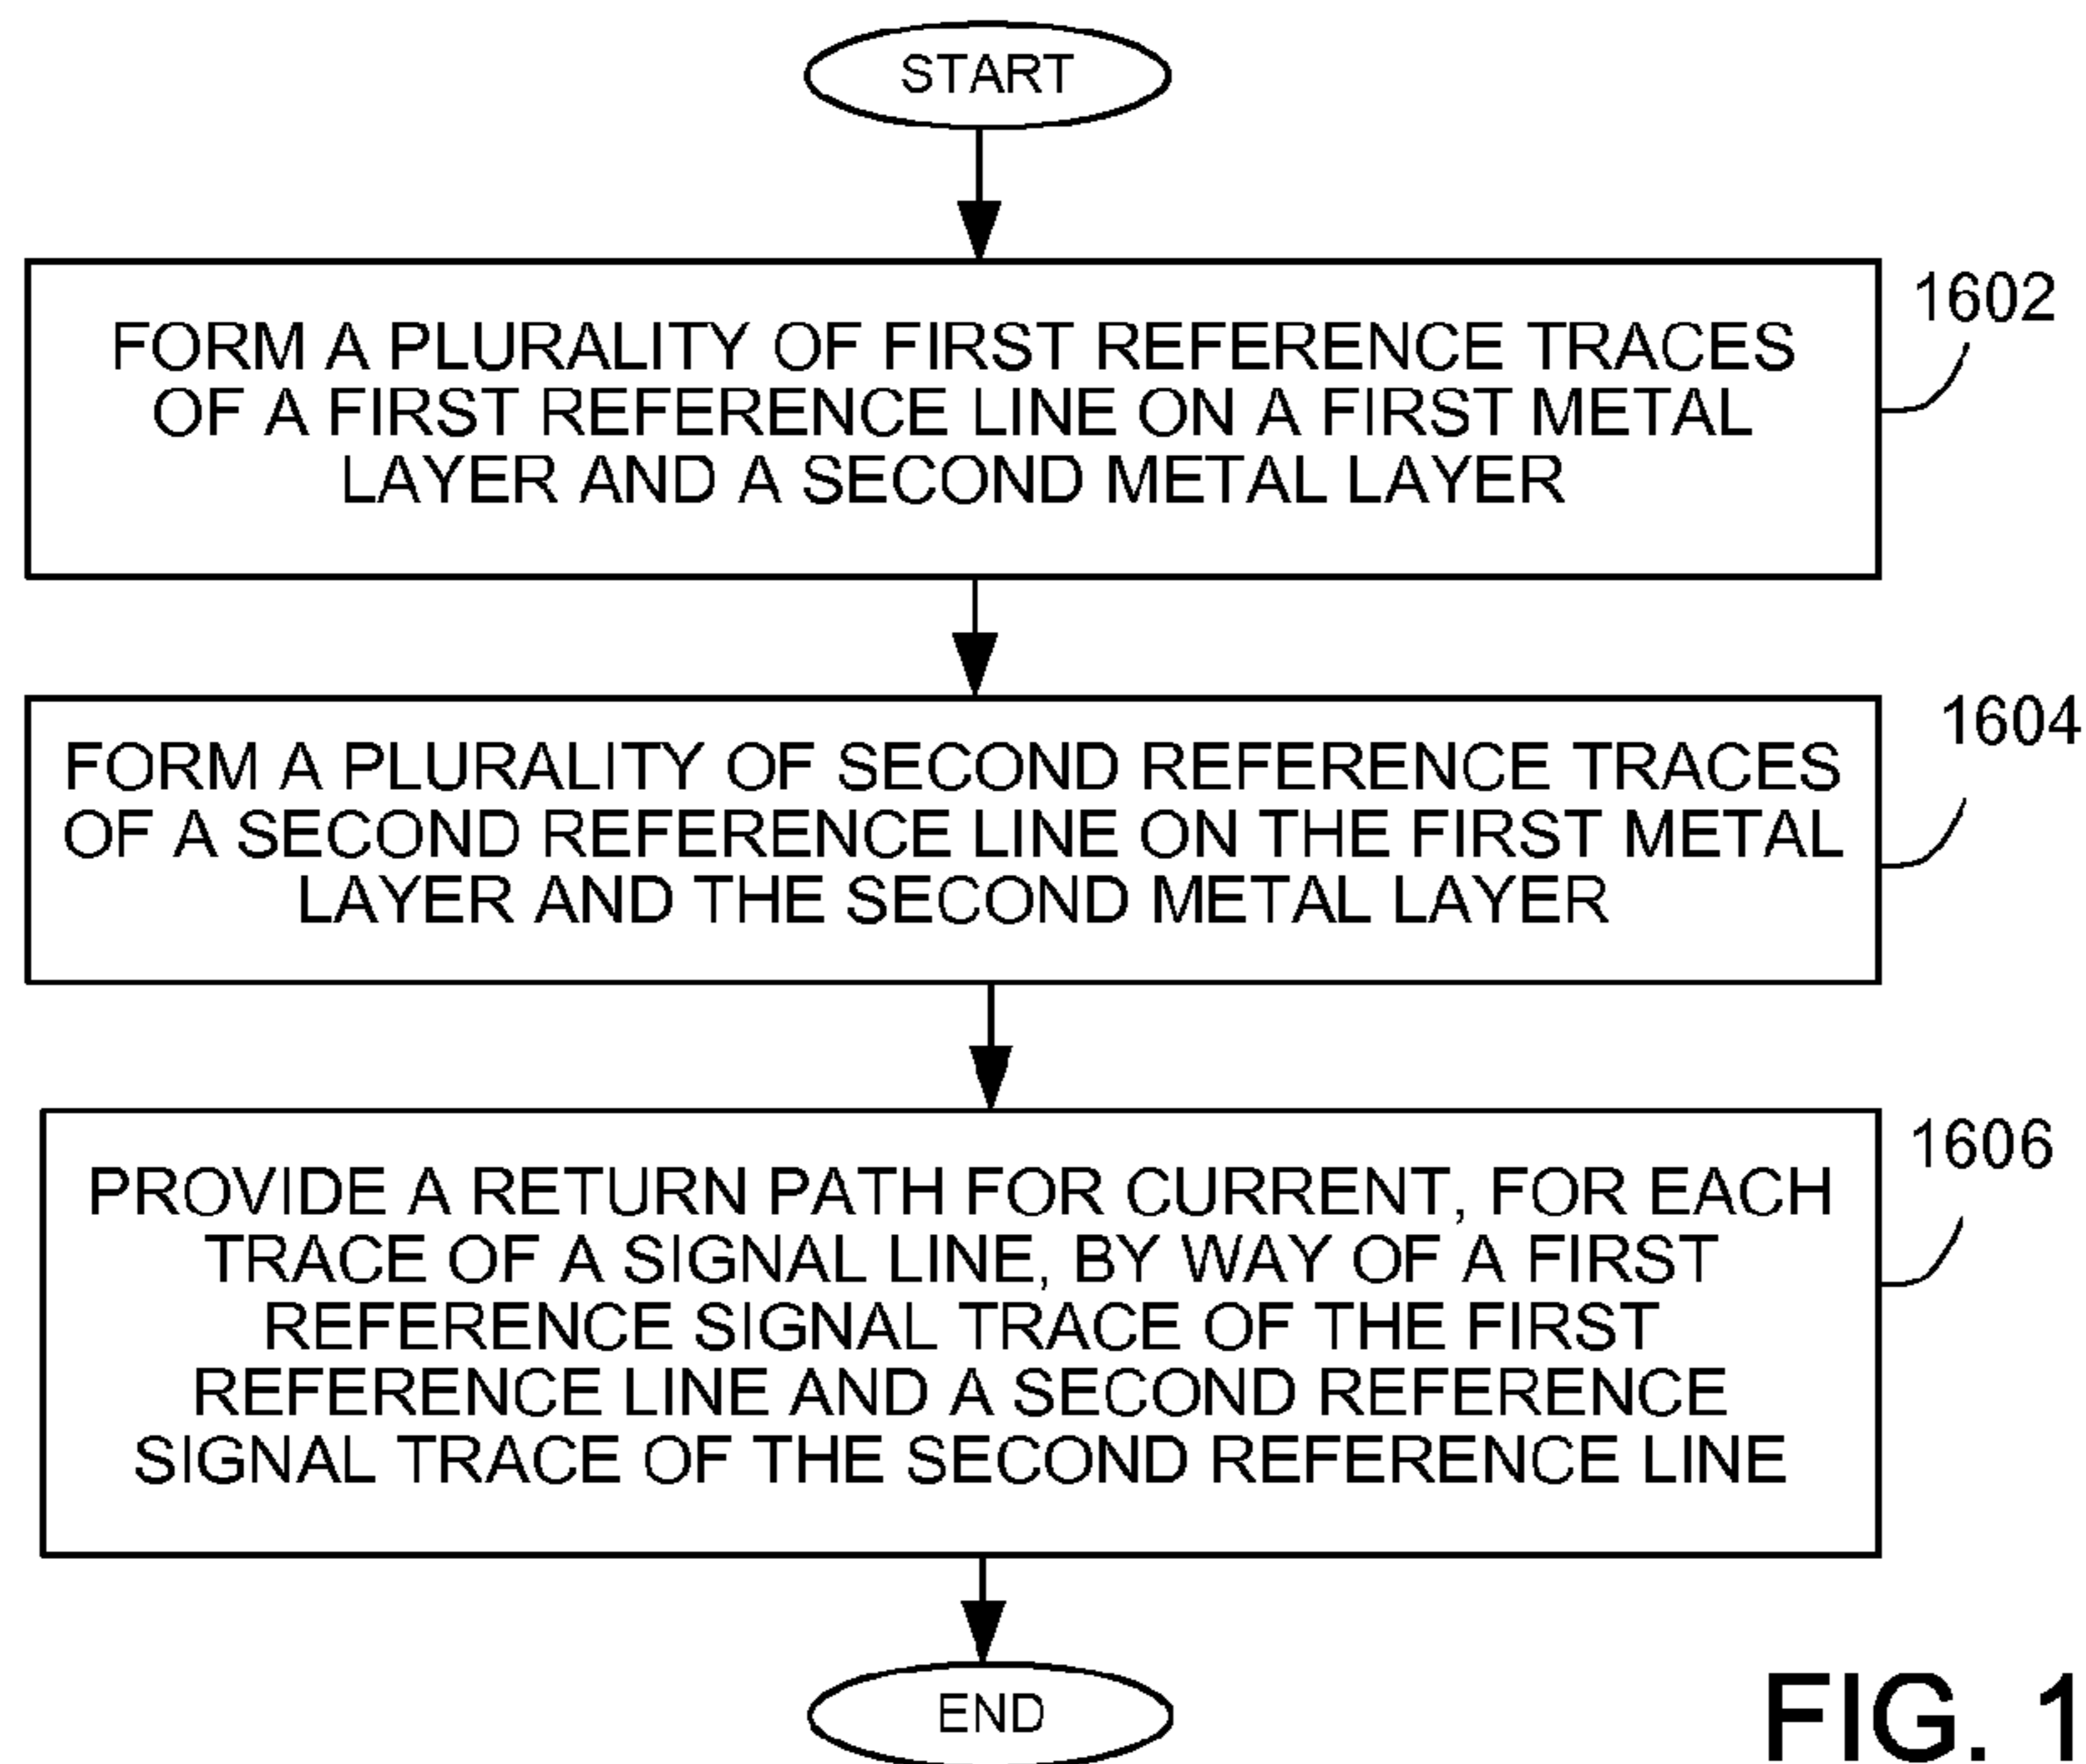 START
1602
FORM A PLURALITY OF FIRST REFERENCE TRACES
OF A FIRST REFERENCE LINE ON A FIRST METAL
LAYER AND A SECOND METAL LAYER
1604
FORM A PLURALITY OF SECOND REFERENCE TRACES
OF A SECOND REFERENCE LINE ON THE FIRST METAL
LAYER AND THE SECOND METAL LAYER
1606
PROVIDE A RETURN PATH FOR CURRENT, FOR EACH
TRACE OF A SIGNAL LINE, BY WAY OF A FIRST
REFERENCE SIGNAL TRACE OF THE FIRST
REFERENCE LINE AND A SECOND REFERENCE
SIGNAL TRACE OF THE SECOND REFERENCE LINE
END
FIG. 1